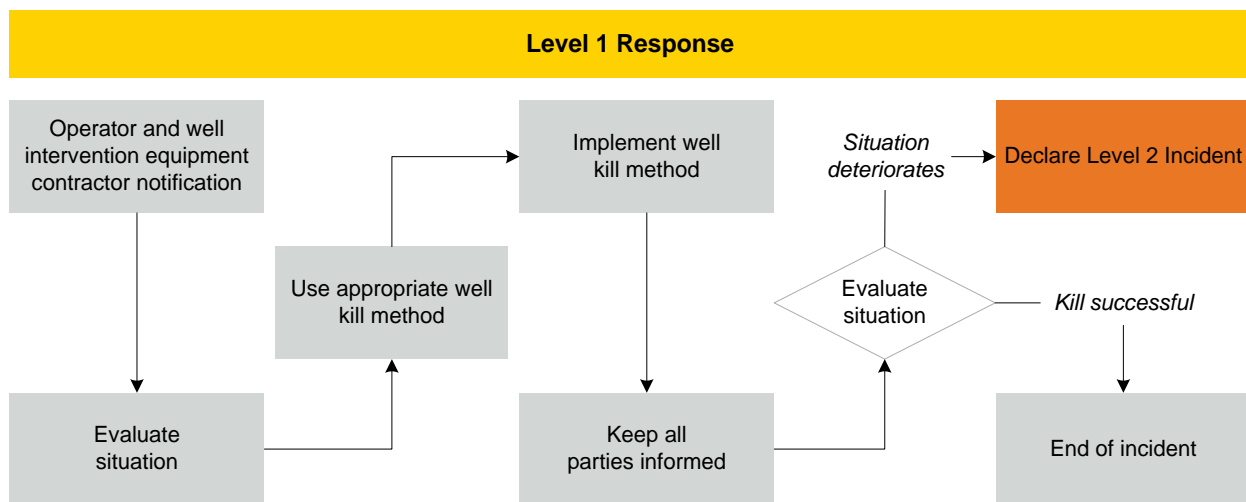 Level 1 Response
Operator and well
intervention equipment
contractor notification
Evaluate
situation
Use appropriate well
kill method
Implement well
kill method
Keep all
parties informed
Evaluate
situation
Situation
deteriorates
Declare Level 2 Incident
Kill successful
End of incident